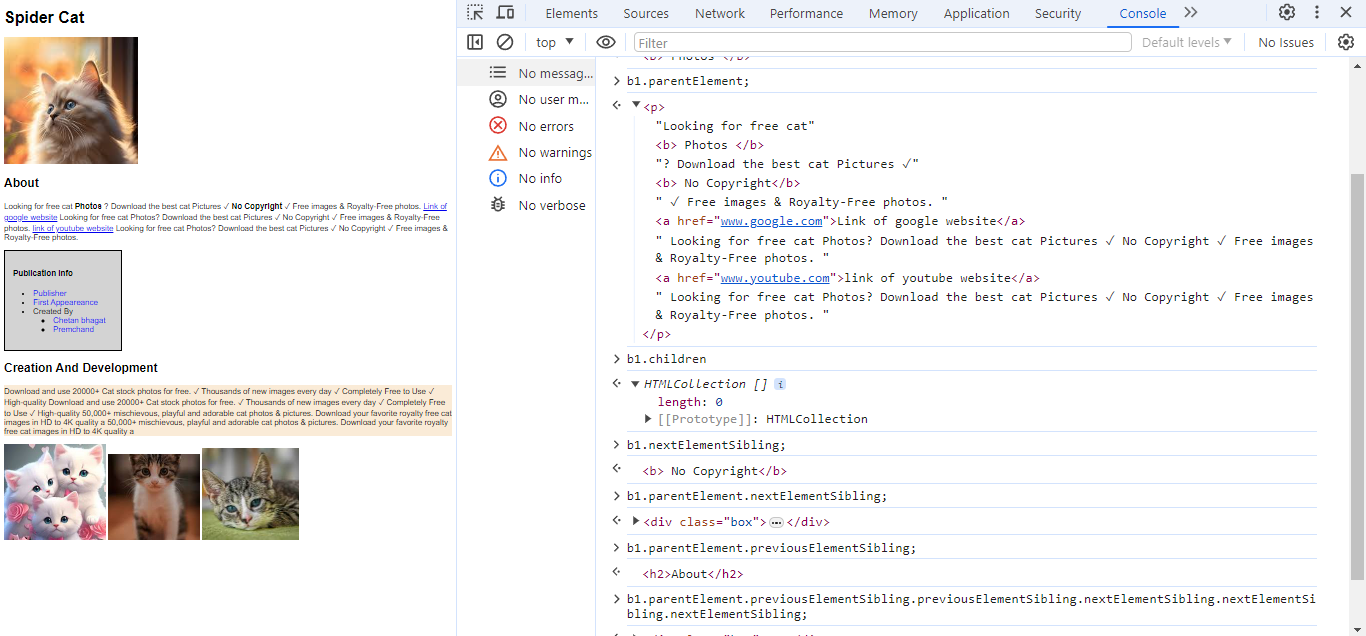 Spider Cat
About
Looking for free cat Photos ? Download the best cat Pictures ✓ No Copyright ✓ Free images & Royalty-Free photos. Link of
google website Looking for free cat Photos? Download the best cat Pictures ✓ No Copyright ✓ Free images & Royalty-Free
photos. link of youtube website Looking for free cat Photos? Download the best cat Pictures ✓ No Copyright ✓ Free images &
Royalty-Free photos.
Publication Info
Publisher
First Appeareance
Created By
Chetan bhagat
Premchand
Creation And Development
Download and use 20000+ Cat stock photos for free. ✓ Thousands of new images every day ✓ Completely Free to Use ✓
High-quality Download and use 20000+ Cat stock photos for free. ✓ Thousands of new images every day ✓ Completely Free
to Use ✓ High-quality 50,000+ mischievous, playful and adorable cat photos & pictures. Download your favorite royalty free cat
images in HD to 4K quality a 50,000+ mischievous, playful and adorable cat photos & pictures. Download your favorite royalty
free cat images in HD to 4K quality a
Elements Sources Network Performance Memory Application Security Console
top ▼ Filter Default levels ▼ No Issues
No messag...
No user m...
No errors
No warnings
No info
No verbose
<b> Photos </b>
b1.parentElement;
<p>
"Looking for free cat"
<b> Photos </b>
"? Download the best cat Pictures ✓"
<b> No Copyright</b>
" ✓ Free images & Royalty-Free photos. "
<a href="www.google.com">Link of google website</a>
" Looking for free cat Photos? Download the best cat Pictures ✓ No Copyright ✓ Free images
& Royalty-Free photos. "
<a href="www.youtube.com">link of youtube website</a>
" Looking for free cat Photos? Download the best cat Pictures ✓ No Copyright ✓ Free images
& Royalty-Free photos. "
</p>
b1.children
HTMLCollection [] i
length: 0
[[Prototype]]: HTMLCollection
b1.nextElementSibling;
<b> No Copyright</b>
b1.parentElement.nextElementSibling;
<div class="box">…</div>
b1.parentElement.previousElementSibling;
<h2>About</h2>
b1.parentElement.previousElementSibling.previousElementSibling.nextElementSibling.nextElementSi
bling.nextElementSibling;